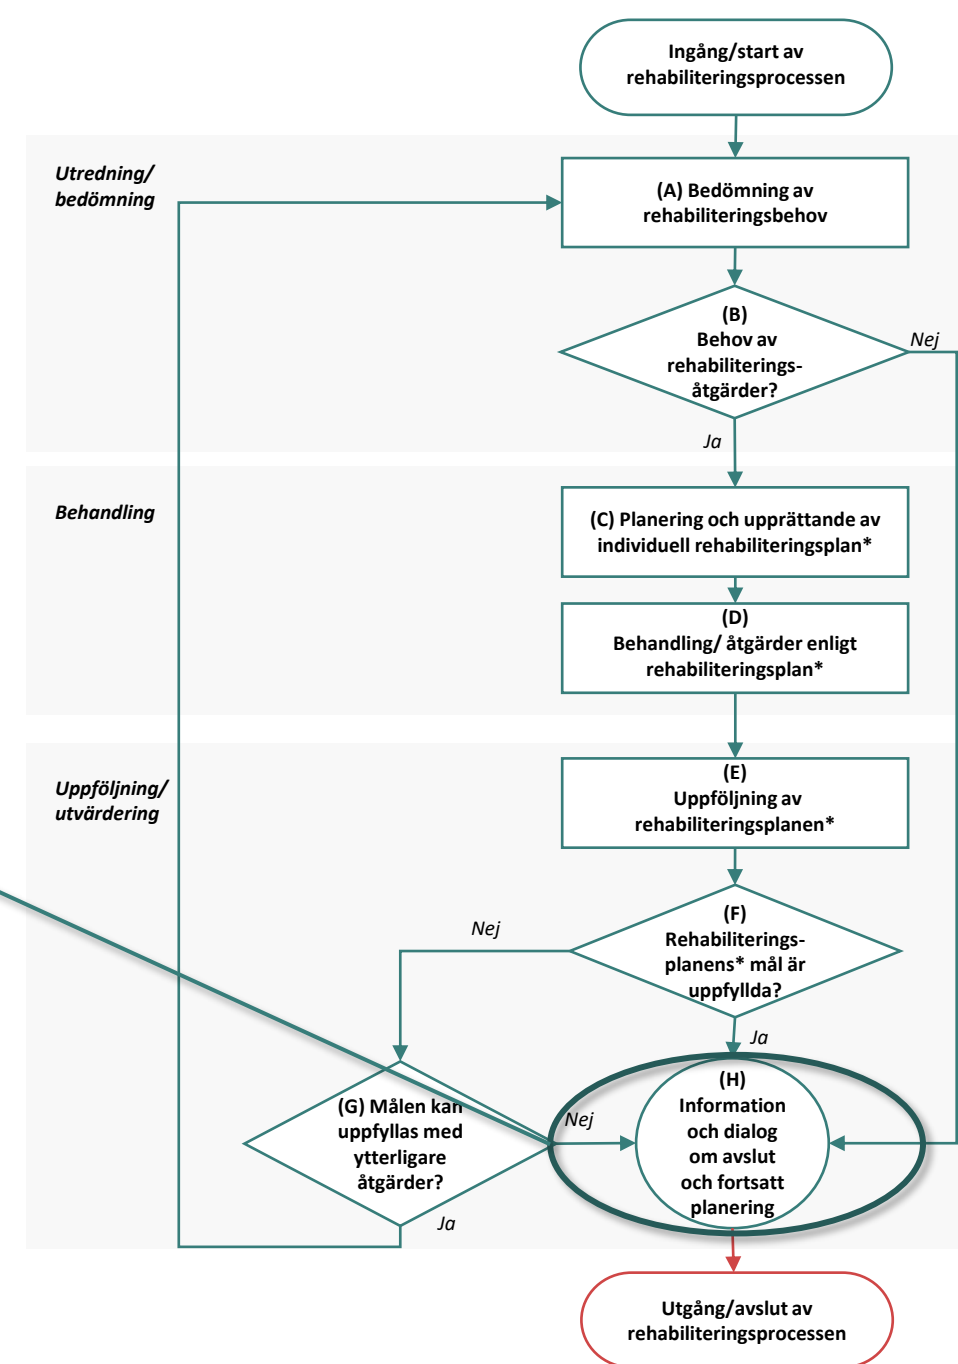 Ingång/start av
rehabiliteringsprocessen
Utredning/
bedömning
(A) Bedömning av
rehabiliteringsbehov
(B)
Behov av
rehabiliterings-
åtgärder?
Nej
Ja
Behandling
(C) Planering och upprättande av
individuell rehabiliteringsplan*
(D)
Behandling/ åtgärder enligt
rehabiliteringsplan*
Uppföljning/
utvärdering
(E)
Uppföljning av
rehabiliteringsplanen*
(F)
Rehabiliterings-
planens* mål är
uppfyllda?
Nej
Ja
(G) Målen kan
uppfyllas med
ytterligare
åtgärder?
Nej
Ja
(H)
Information
och dialog
om avslut
och fortsatt
planering
Utgång/avslut av
rehabiliteringsprocessen